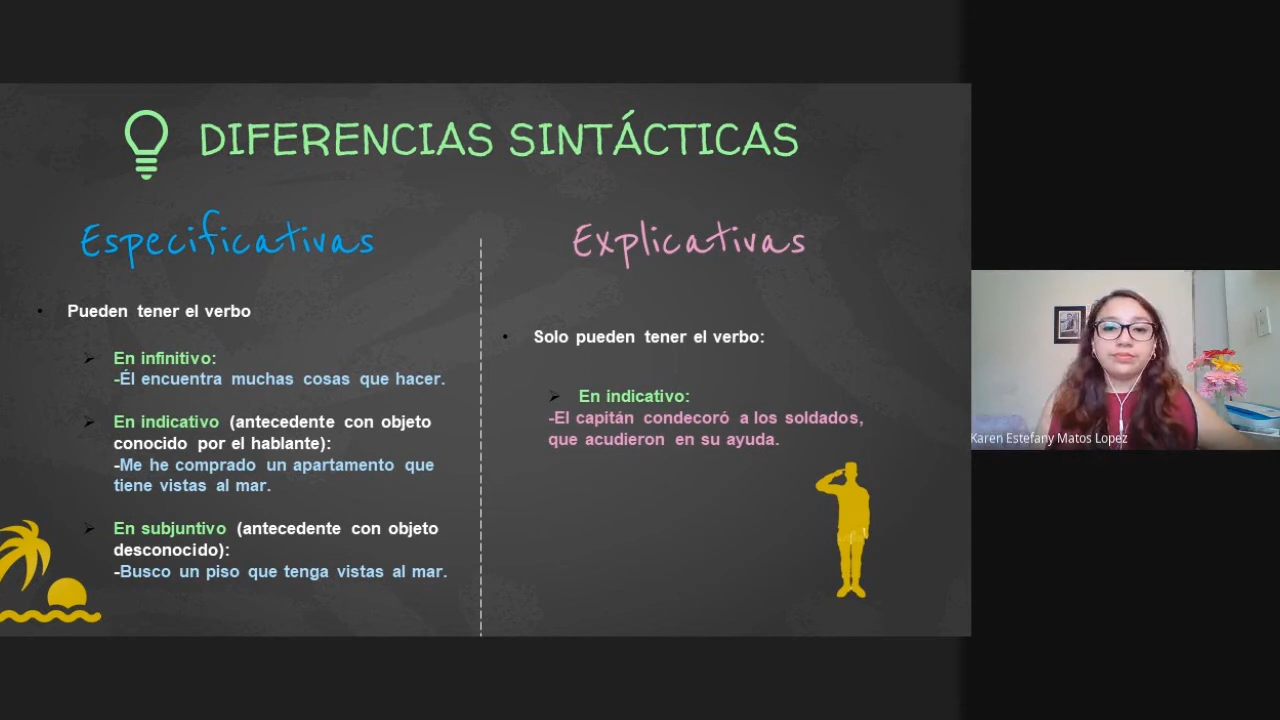 DIFERENCIAS SINTÁCTICAS
Especificativas
Pueden tener el verbo
En infinitivo:
-Él encuentra muchas cosas que hacer.
En indicativo (antecedente con objeto
conocido por el hablante):
-Me he comprado un apartamento que
tiene vistas al mar.
En subjuntivo (antecedente con objeto
desconocido):
-Busco un piso que tenga vistas al mar.
Explicativas
Solo pueden tener el verbo:
En indicativo:
-El capitán condecoró a los soldados,
que acudieron en su ayuda.
Karen Estefany Matos Lopez